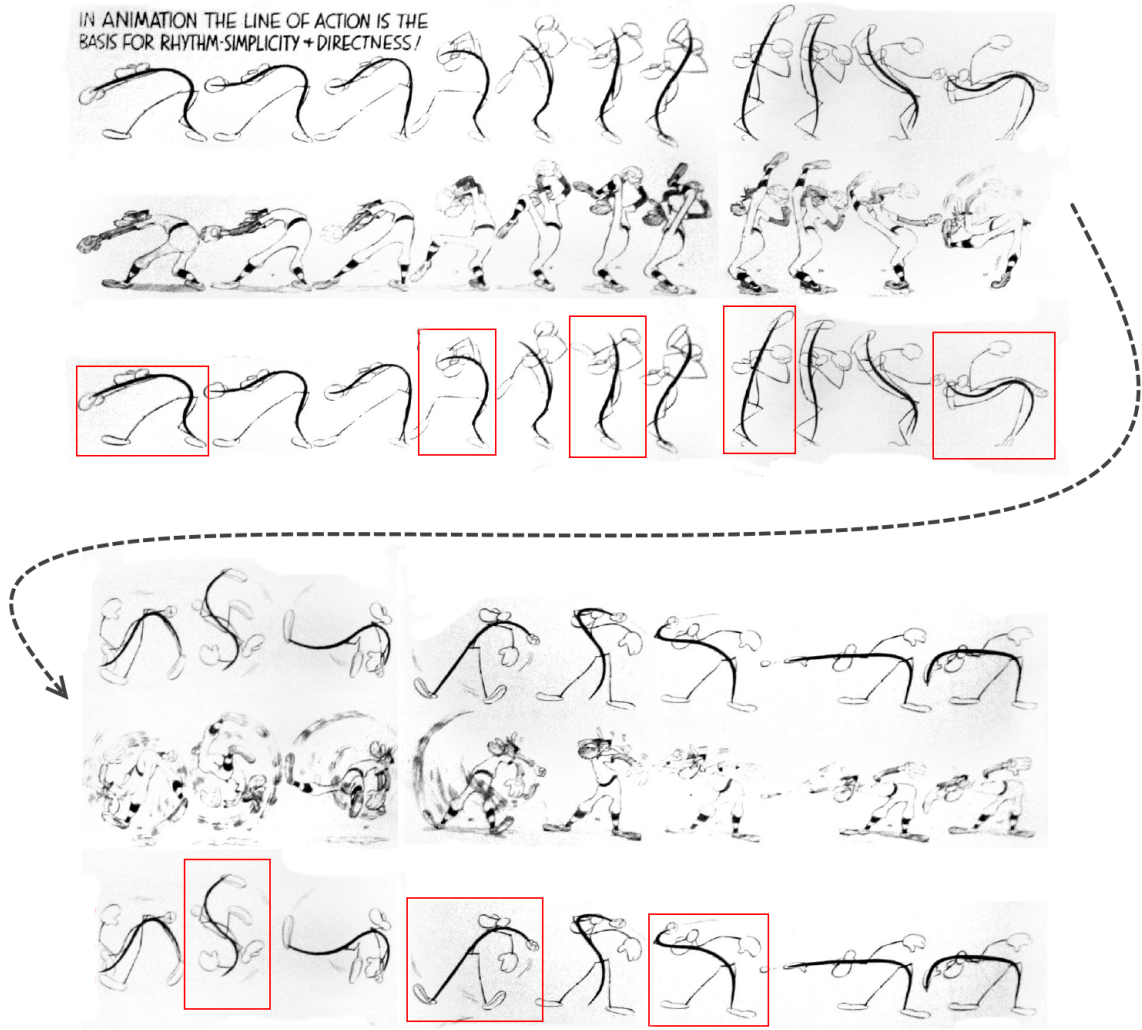 IN ANIMATION THE LINE OF ACTION IS THE
BASIS FOR RHYTHM-SIMPLICITY + DIRECTNESS!